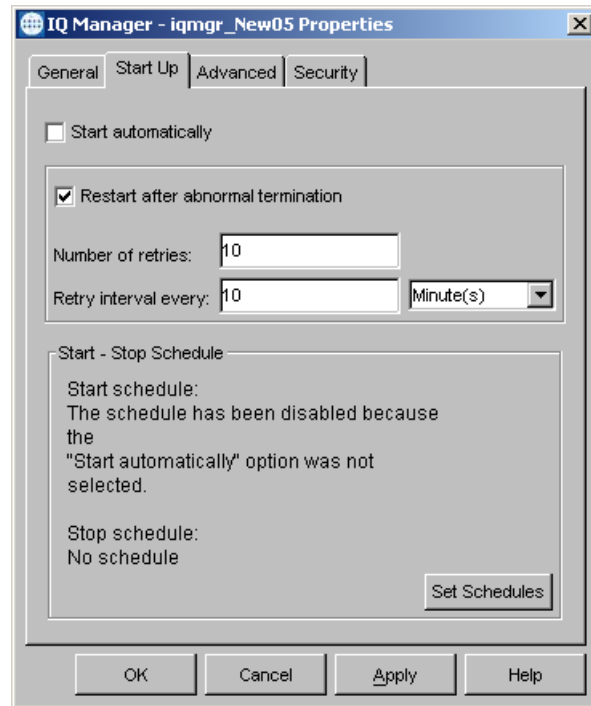 IQ Manager - iqmgr_New05 Properties
General
Start Up
Advanced
Security
Start automatically
Restart after abnormal termination
Number of retries: 10
Retry interval every: 10 Minute(s)
Start - Stop Schedule
Start schedule:
The schedule has been disabled because
the
"Start automatically" option was not
selected.
Stop schedule:
No schedule
Set Schedules
OK
Cancel
Apply
Help